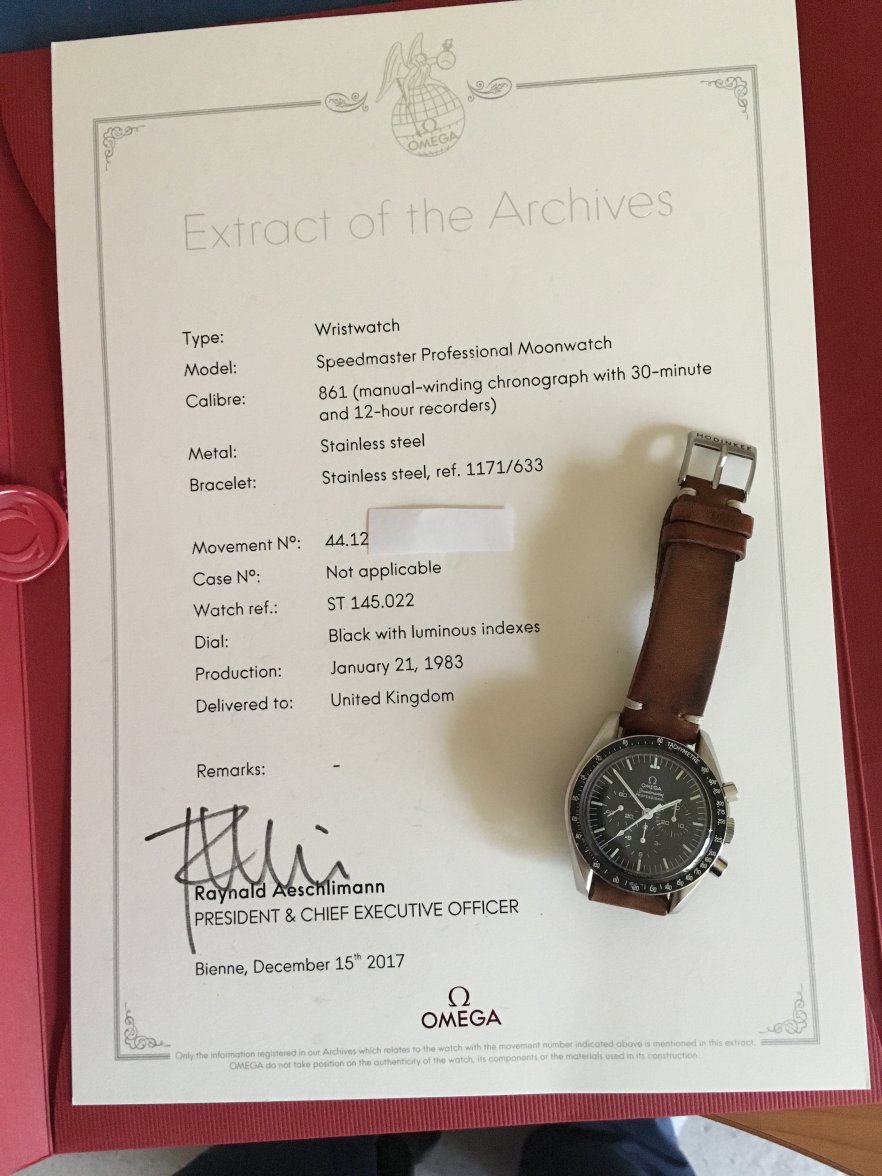 OMEGA
Extract of the Archives
Type: Wristwatch
Model: Speedmaster Professional Moonwatch
Calibre: 861 (manual-winding chronograph with 30-minute
and 12-hour recorders)
Metal: Stainless steel
Bracelet: Stainless steel, ref. 1171/633
HODINKEE
Movement Nº: 44.12
Case Nº: Not applicable
Watch ref.: ST 145.022
Dial: Black with luminous indexes
Production: January 21, 1983
Delivered to: United Kingdom
Remarks: -
TACHYMETRE
Ω
OMEGA
Speedmaster
PROFESSIONAL
Raynald Aeschlimann
PRESIDENT & CHIEF EXECUTIVE OFFICER
Bienne, December 15th 2017
Ω
OMEGA
Only the information registered in our Archives which relates to the watch with the movement number indicated above is mentioned in this extract.
OMEGA do not take position on the authenticity of the watch, its components or the materials used in its construction.